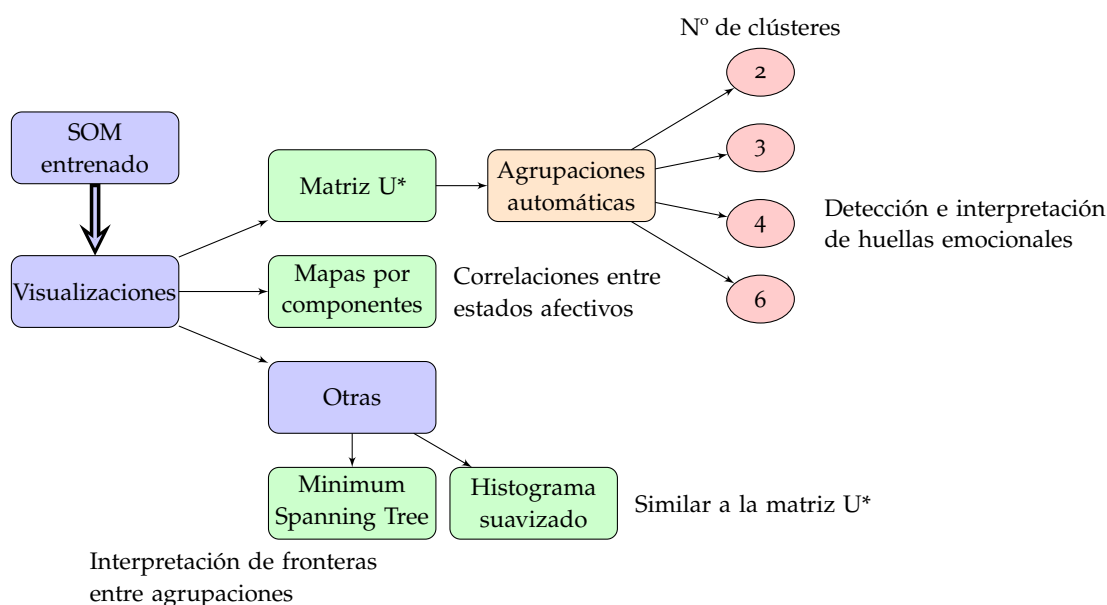 Nº de clústeres
2
SOM
entrenado
3
Matriz U*
Agrupaciones
automáticas
4
Detección e interpretación
de huellas emocionales
Visualizaciones
Mapas por
componentes
Correlaciones entre
estados afectivos
6
Otras
Minimum
Spanning Tree
Histograma
suavizado
Similar a la matriz U*
Interpretación de fronteras
entre agrupaciones